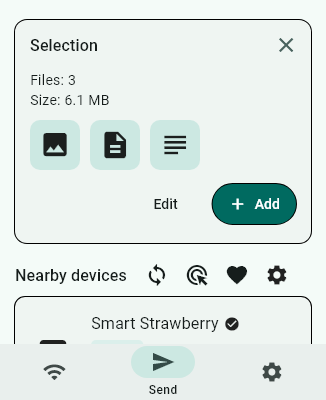 Selection
Files: 3
Size: 6.1 MB
Edit
Add
Nearby devices
Smart Strawberry
Send